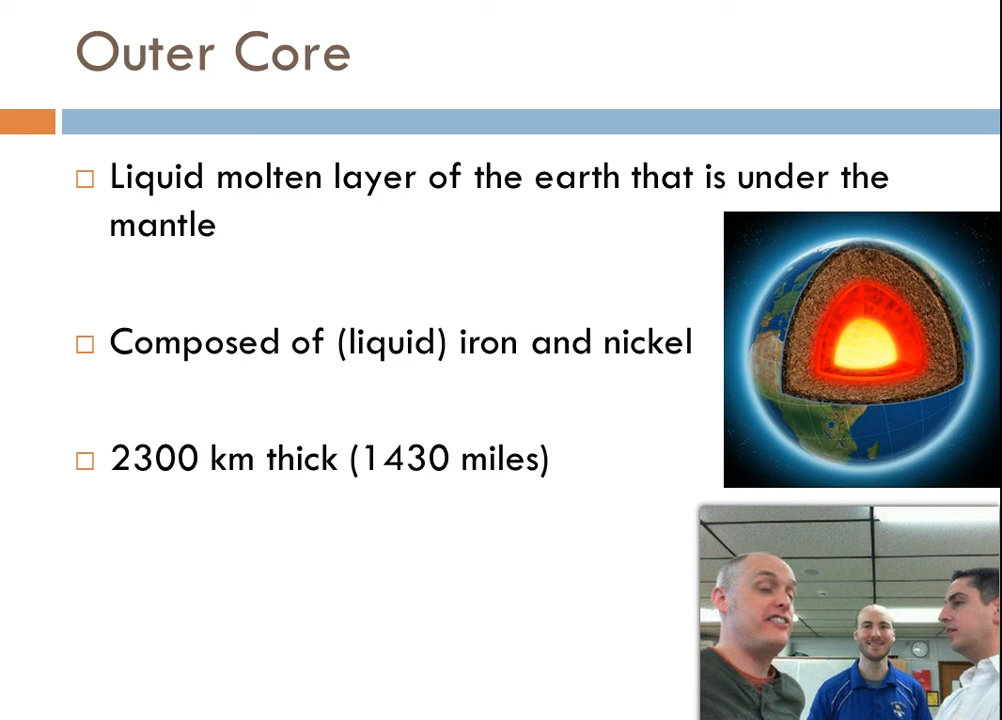 Outer Core
Liquid molten layer of the earth that is under the
mantle
Composed of (liquid) iron and nickel
2300 km thick (1430 miles)